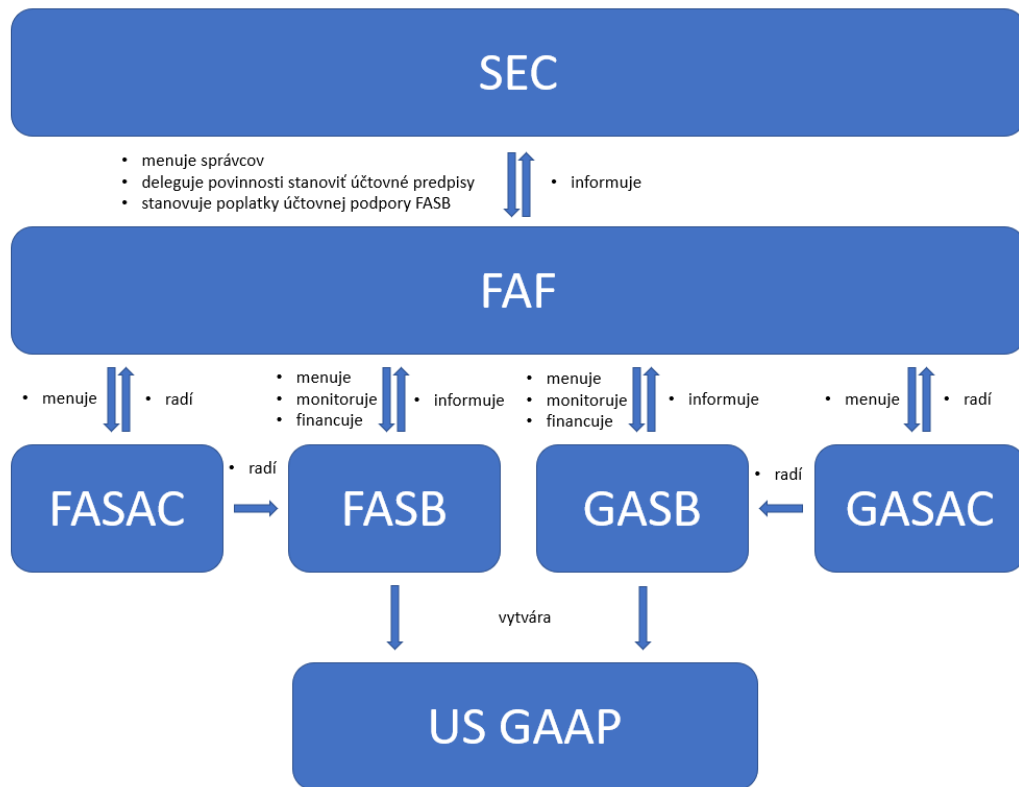 SEC
• menuje správcov
• deleguje povinnosti stanoviť účtovné predpisy
• stanovuje poplatky účtovnej podpory FASB
• informuje
FAF
• menuje
• radí
• menuje
• monitoruje
• financuje
• informuje
• menuje
• monitoruje
• financuje
• informuje
• menuje
• radí
FASAC
• radí
FASB
GASB
• radí
GASAC
vytvára
US GAAP